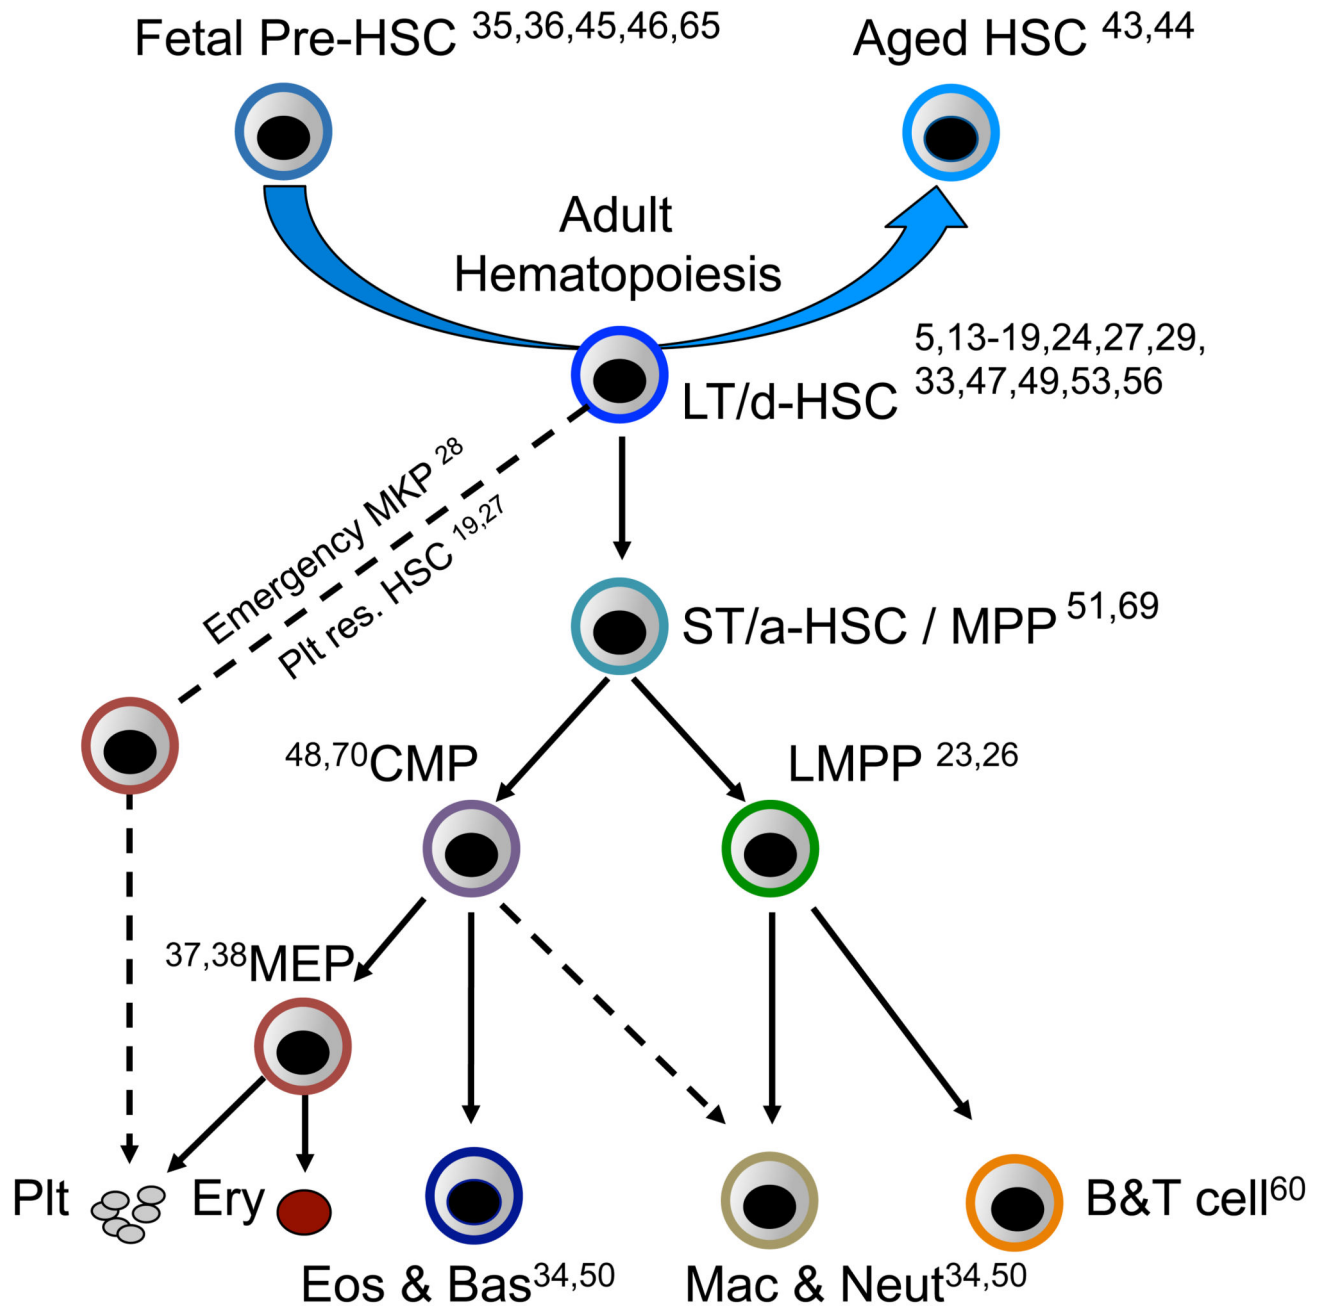 Fetal Pre-HSC 35,36,45,46,65
Aged HSC 43,44
Adult
Hematopoiesis
LT/d-HSC
5,13-19,24,27,29,
33,47,49,53,56
Emergency MKP 28
Plt res. HSC 19,27
ST/a-HSC / MPP 51,69
48,70CMP
LMPP 23,26
37,38MEP
Plt
Ery
B&T cell60
Eos & Bas34,50
Mac & Neut34,50